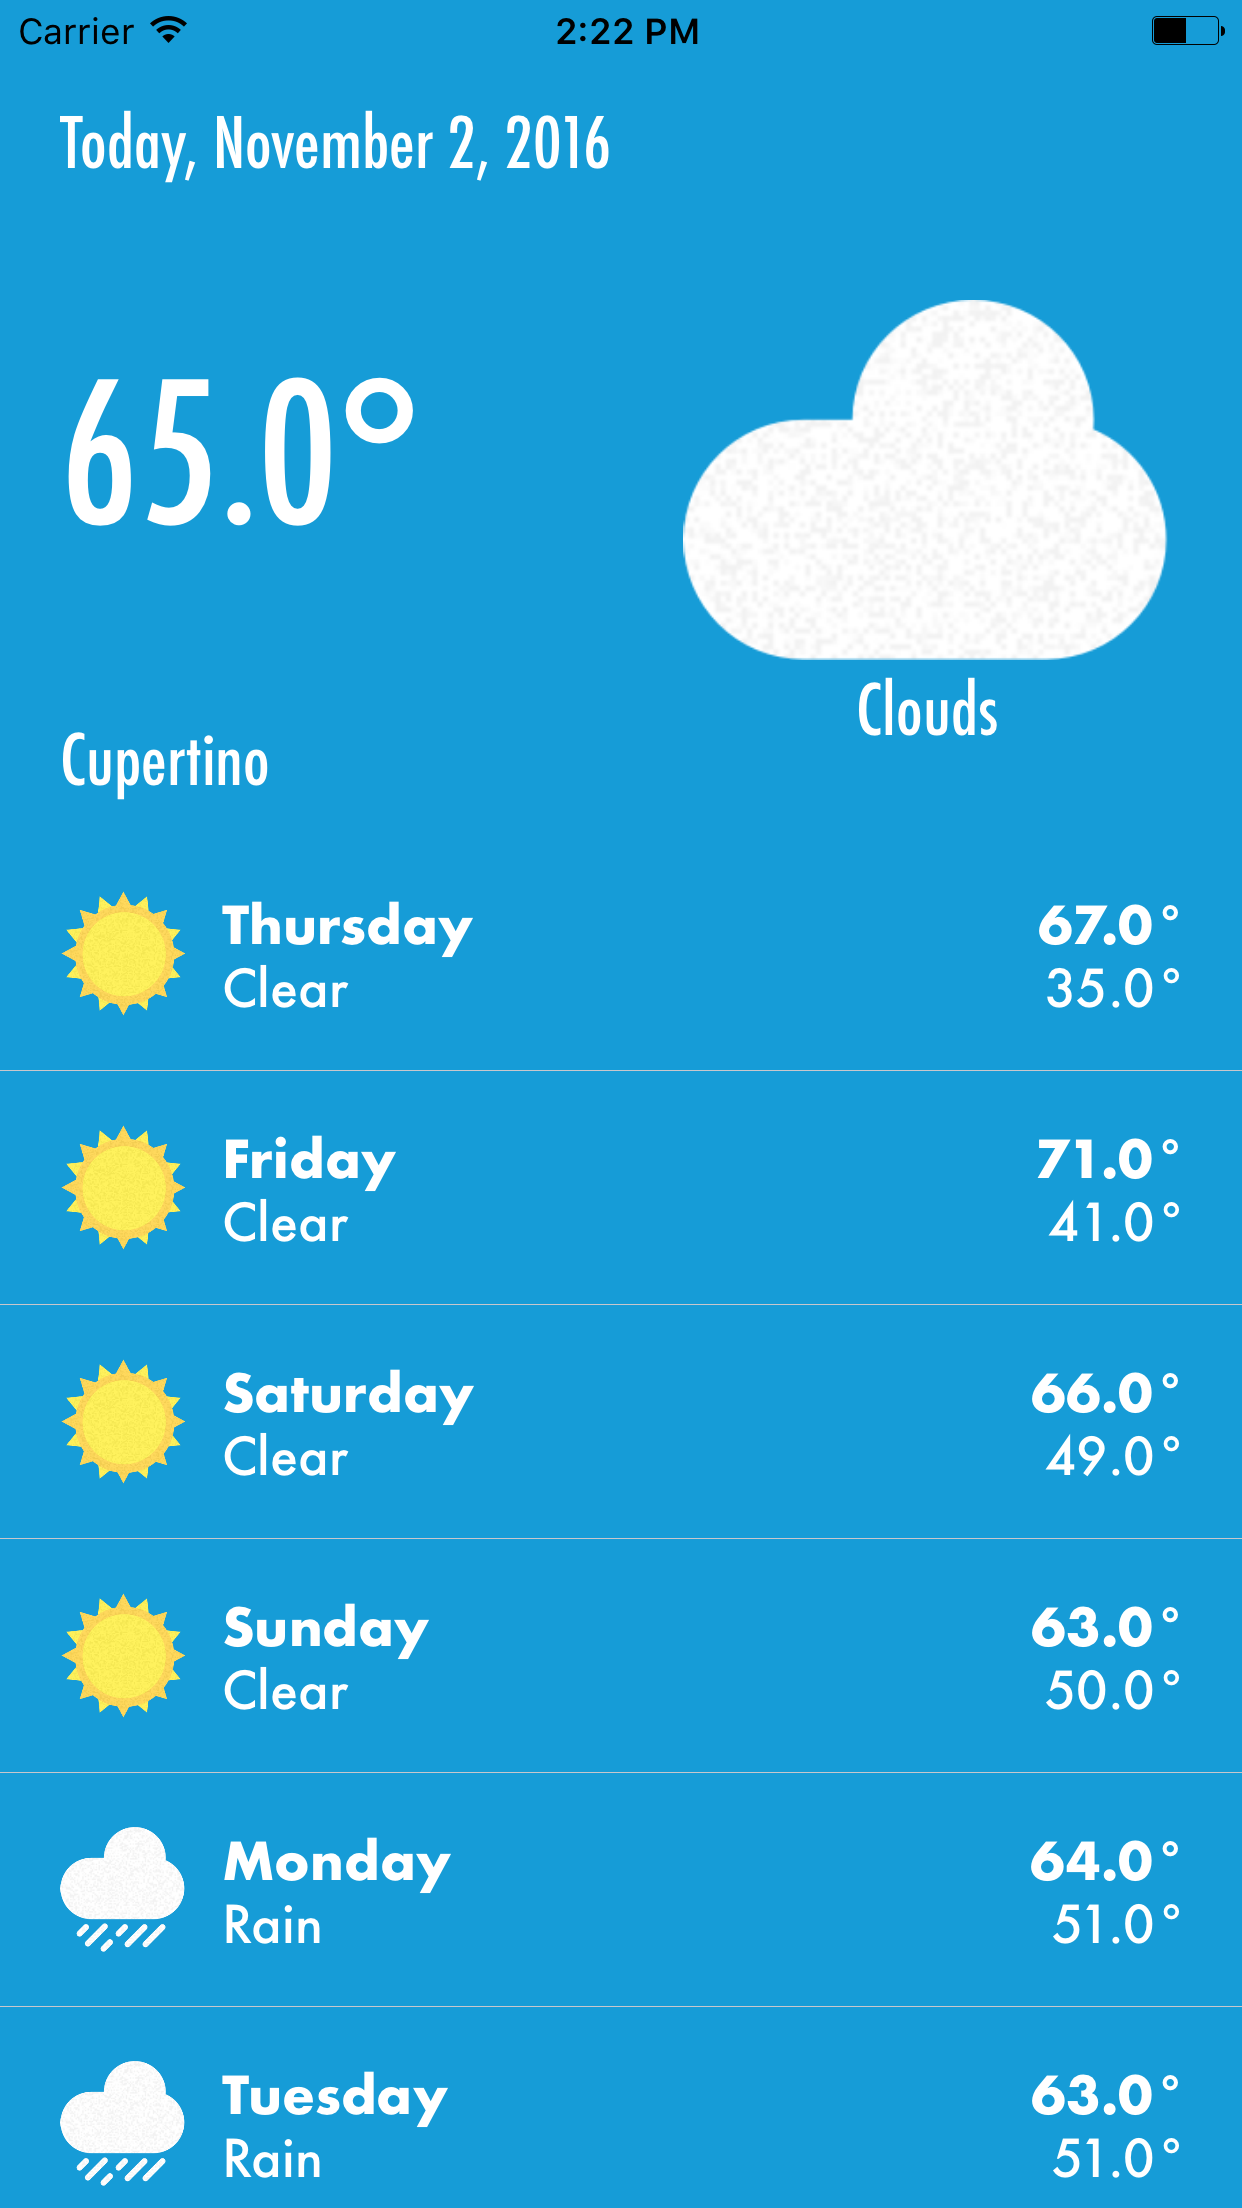 Carrier 2:22 PM
Today, November 2, 2016
65.0°
Clouds
Cupertino
Thursday 67.0°
Clear 35.0°
Friday 71.0°
Clear 41.0°
Saturday 66.0°
Clear 49.0°
Sunday 63.0°
Clear 50.0°
Monday 64.0°
Rain 51.0°
Tuesday 63.0°
Rain 51.0°